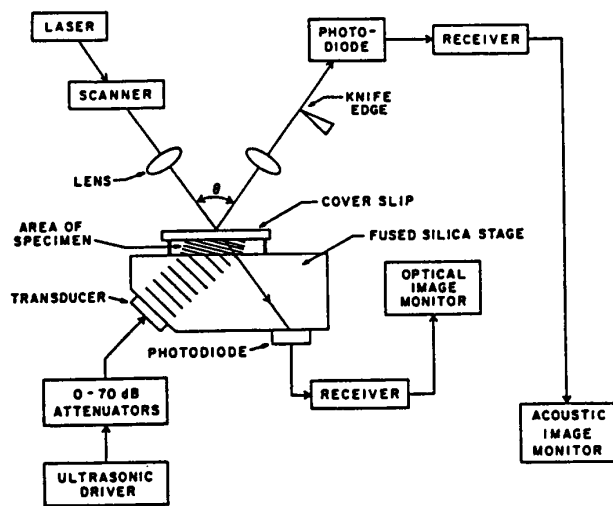 LASER
SCANNER
LENS
θ
PHOTO-
DIODE
RECEIVER
KNIFE
EDGE
COVER SLIP
AREA OF
SPECIMEN
FUSED SILICA STAGE
TRANSDUCER
OPTICAL
IMAGE
MONITOR
PHOTODIODE
RECEIVER
0-70 dB
ATTENUATORS
ULTRASONIC
DRIVER
ACOUSTIC
IMAGE
MONITOR